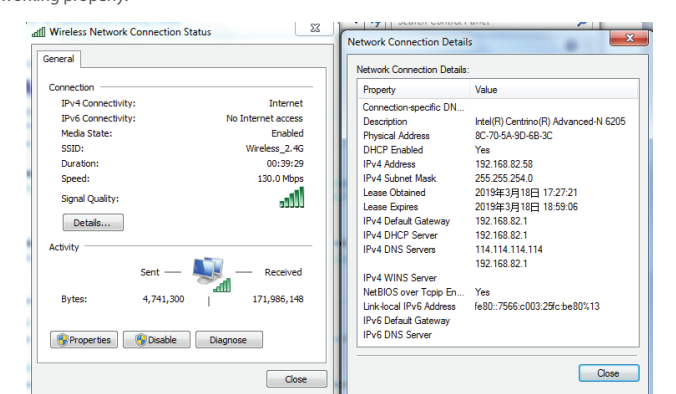 working properly.
Wireless Network Connection Status
General
Connection
IPv4 Connectivity: Internet
IPv6 Connectivity: No Internet access
Media State: Enabled
SSID: Wireless_2.4G
Duration: 00:39:29
Speed: 130.0 Mbps
Signal Quality:
Details...
Activity
Sent Received
Bytes: 4,741,300 171,986,148
Properties Disable Diagnose
Close
Search Control Panel
Network Connection Details
Network Connection Details:
Property Value
Connection-specific DN...
Description Intel(R) Centrino(R) Advanced-N 6205
Physical Address 8C-70-5A-9D-6B-3C
DHCP Enabled Yes
IPv4 Address 192.168.82.58
IPv4 Subnet Mask 255.255.254.0
Lease Obtained 2019年3月18日 17:27:21
Lease Expires 2019年3月18日 18:59:06
IPv4 Default Gateway 192.168.82.1
IPv4 DHCP Server 192.168.82.1
IPv4 DNS Servers 114.114.114.114
192.168.82.1
IPv4 WINS Server
NetBIOS over Tcpip En... Yes
Link-local IPv6 Address fe80::7566:c003:25fc:be80%13
IPv6 Default Gateway
IPv6 DNS Server
Close